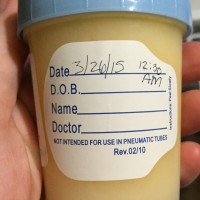 Date 3/26/15 12:30
AM
D.O.B.
Name
Doctor
NOT INTENDED FOR USE IN PNEUMATIC TUBES
Rev.02/10